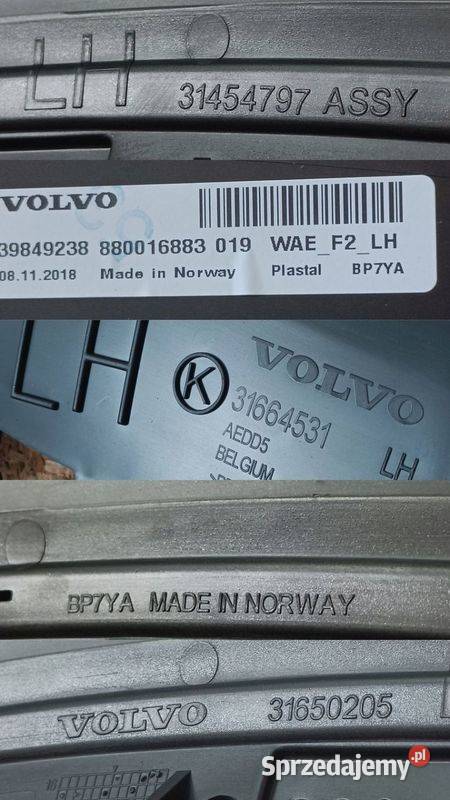 LH
31454797 ASSY
VOLVO
39849238 880016883 019 WAE_F2_LH
08.11.2018 Made in Norway Plastal BP7YA
LH
K
VOLVO
31664531
AEDD5
BELGIUM
LH
BP7YA MADE IN NORWAY
VOLVO 31650205
Sprzedajemy.pl